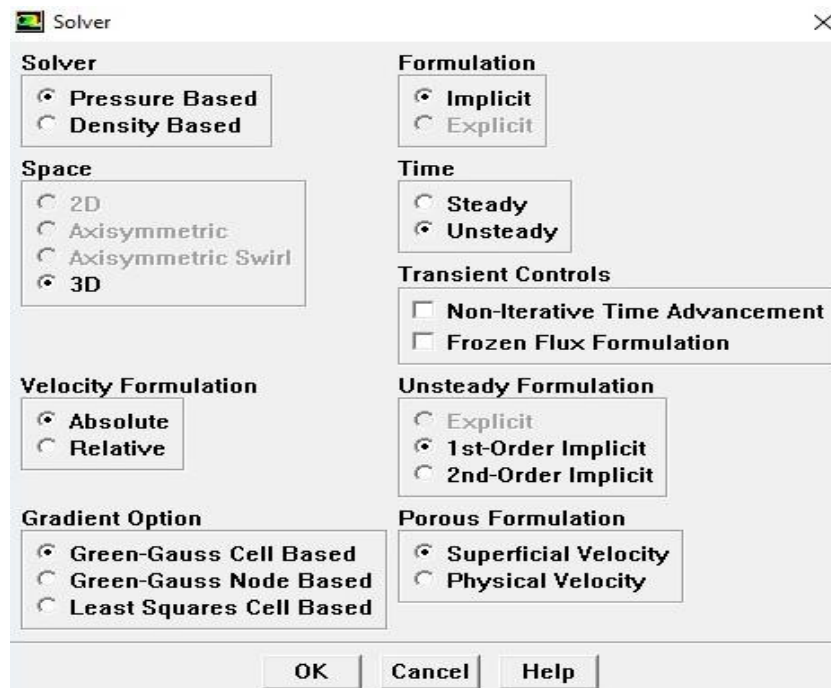 Solver
Solver
Pressure Based
Density Based
Formulation
Implicit
Explicit
Space
2D
Axisymmetric
Axisymmetric Swirl
3D
Time
Steady
Unsteady
Transient Controls
Non-Iterative Time Advancement
Frozen Flux Formulation
Velocity Formulation
Absolute
Relative
Unsteady Formulation
Explicit
1st-Order Implicit
2nd-Order Implicit
Gradient Option
Green-Gauss Cell Based
Green-Gauss Node Based
Least Squares Cell Based
Porous Formulation
Superficial Velocity
Physical Velocity
OK Cancel Help